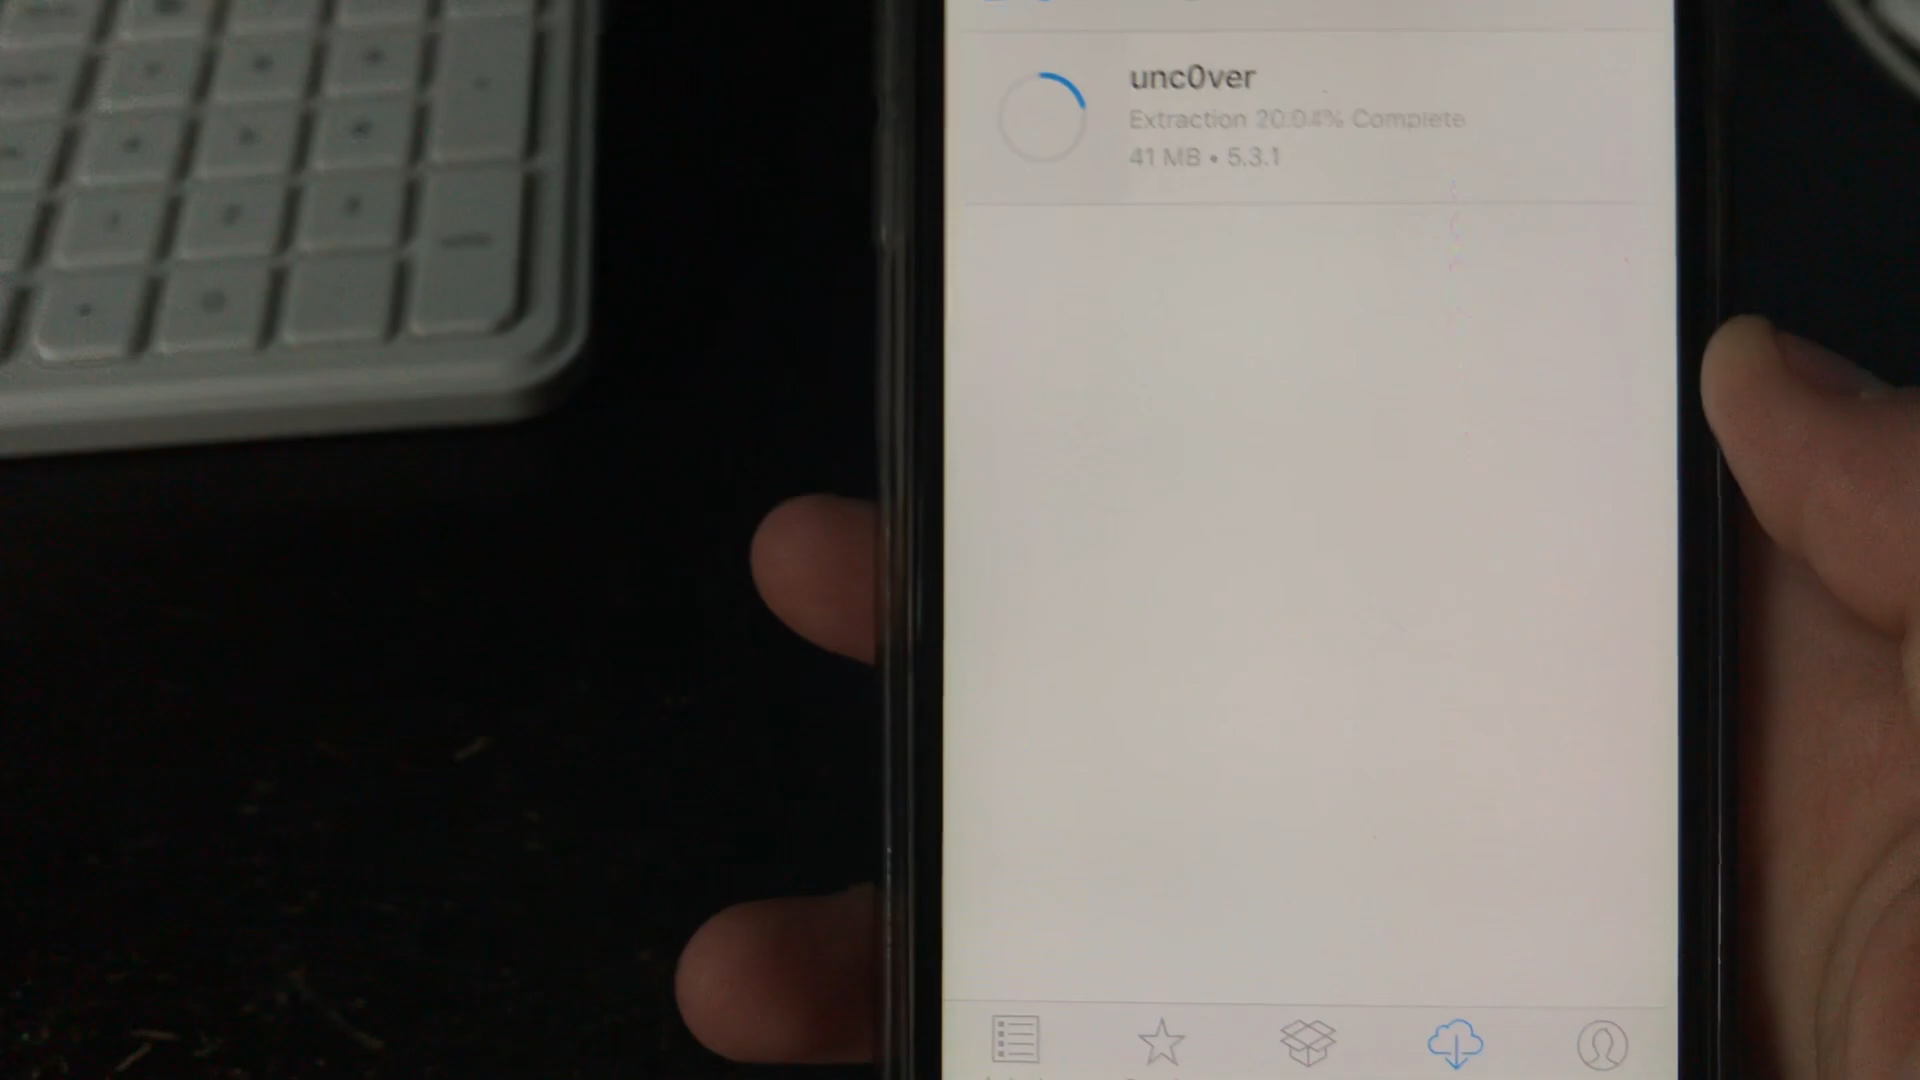 unc0ver
Extraction 20.04% Complete
41 MB • 5.3.1